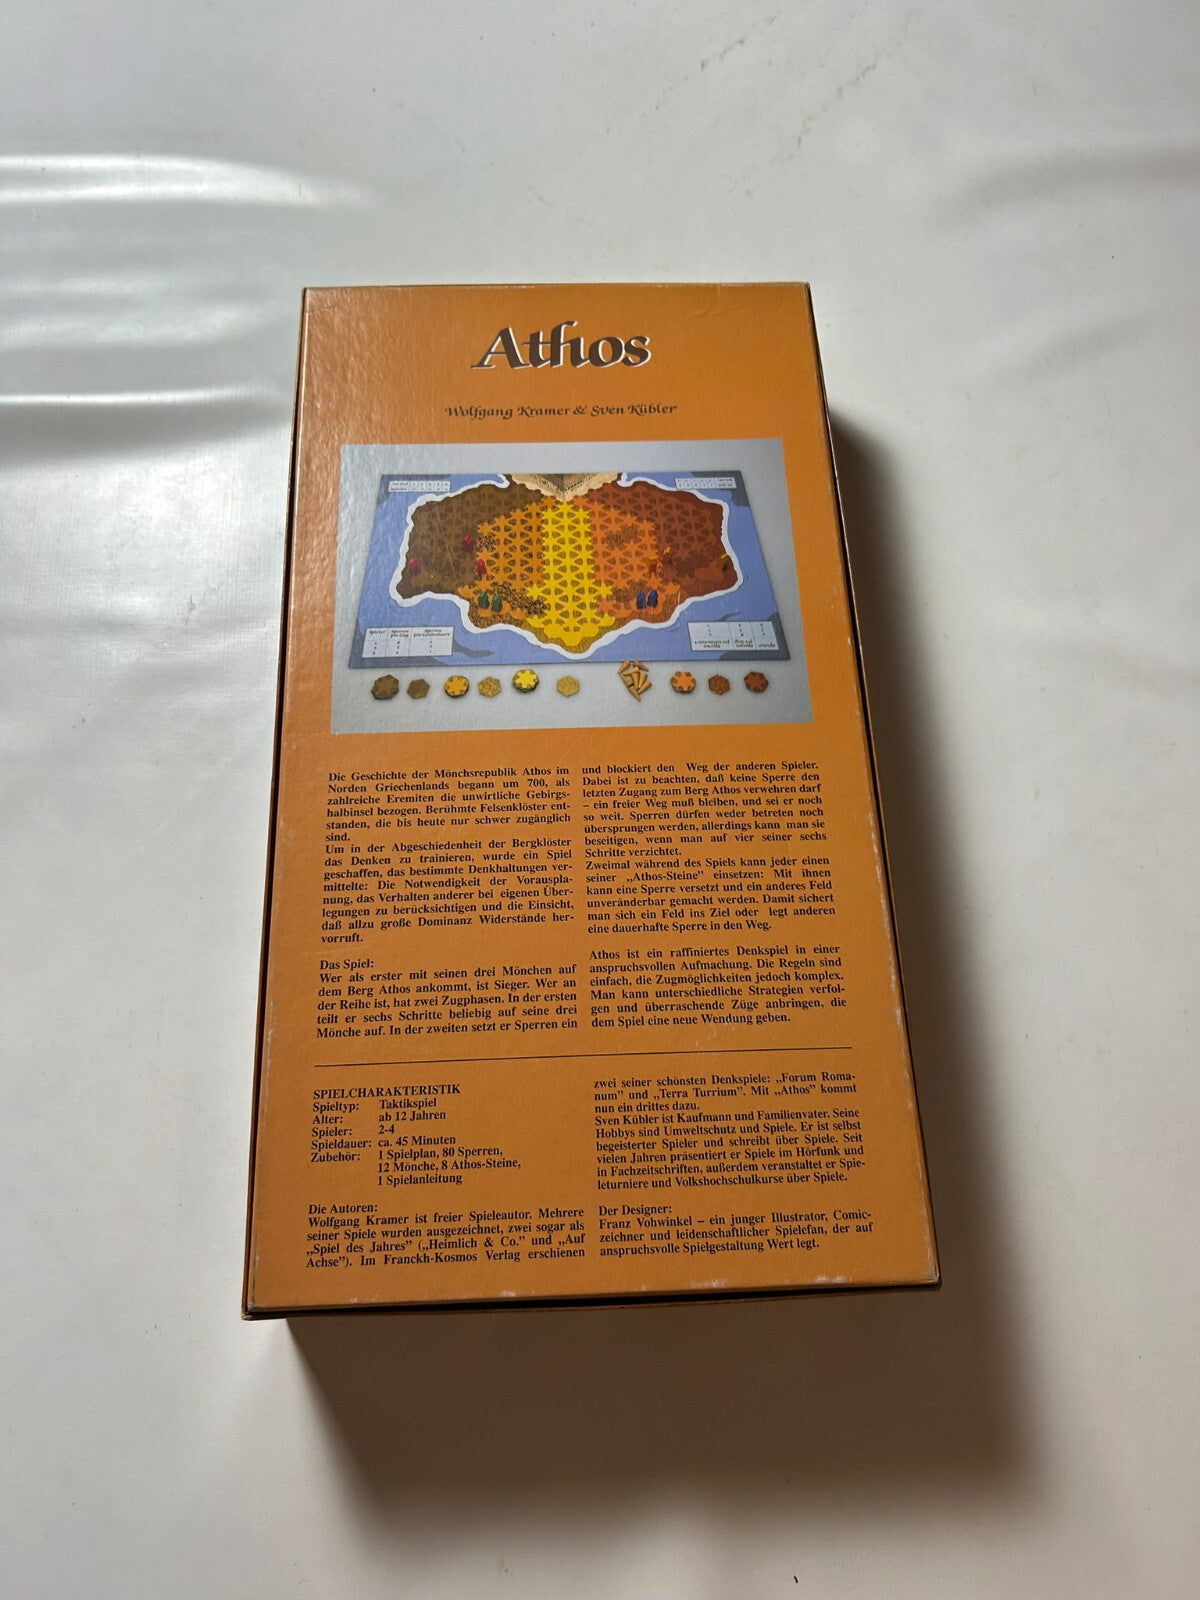 Athos
Wolfgang Kramer & Sven Kübler
Die Geschichte der Mönchsrepublik Athos im
Norden Griechenlands begann um 700, als
zahlreiche Eremiten die unwirtliche Gebirgs-
halbinsel bezogen. Berühmte Felsenklöster ent-
standen, die bis heute nur schwer zugänglich
sind.
Um in der Abgeschiedenheit der Bergklöster
das Denken zu trainieren, wurde ein Spiel
geschaffen, das bestimmte Denkhaltungen ver-
mittelte: Die Notwendigkeit der Vorauspla-
nung, das Verhalten anderer bei eigenen Über-
legungen zu berücksichtigen und die Einsicht,
daß allzu große Dominanz Widerstände her-
vorruft.
Das Spiel:
Wer als erster mit seinen drei Mönchen auf
dem Berg Athos ankommt, ist Sieger. Wer an
der Reihe ist, hat zwei Zugphasen. In der ersten
teilt er sechs Schritte beliebig auf seine drei
Mönche auf. In der zweiten setzt er Sperren ein
und blockiert den Weg der anderen Spieler.
Dabei ist zu beachten, daß keine Sperre den
letzten Zugang zum Berg Athos verwehren darf
– ein freier Weg muß bleiben, und sei er noch
so weit. Sperren dürfen weder betreten noch
übersprungen werden, allerdings kann man sie
beseitigen, wenn man auf vier seiner sechs
Schritte verzichtet.
Zweimal während des Spiels kann jeder einen
seiner „Athos-Steine” einsetzen: Mit ihnen
kann eine Sperre versetzt und ein anderes Feld
unveränderbar gemacht werden. Damit sichert
man sich ein Feld ins Ziel oder legt anderen
eine dauerhafte Sperre in den Weg.
Athos ist ein raffiniertes Denkspiel in einer
anspruchsvollen Aufmachung. Die Regeln sind
einfach, die Zugmöglichkeiten jedoch komplex.
Man kann unterschiedliche Strategien verfol-
gen und überraschende Züge anbringen, die
dem Spiel eine neue Wendung geben.
SPIELCHARAKTERISTIK
Spieltyp: Taktikspiel
Alter: ab 12 Jahren
Spieler: 2-4
Spieldauer: ca. 45 Minuten
Zubehör: 1 Spielplan, 80 Sperren,
12 Mönche, 8 Athos-Steine,
1 Spielanleitung
Die Autoren:
Wolfgang Kramer ist freier Spieleautor. Mehrere
seiner Spiele wurden ausgezeichnet, zwei sogar als
„Spiel des Jahres” („Heimlich & Co.” und „Auf
Achse”). Im Franckh-Kosmos Verlag erschienen
zwei seiner schönsten Denkspiele: „Forum Roma-
num” und „Terra Turrium”. Mit „Athos” kommt
nun ein drittes dazu.
Sven Kübler ist Kaufmann und Familienvater. Seine
Hobbys sind Umweltschutz und Spiele. Er ist selbst
begeisterter Spieler und schreibt über Spiele. Seit
vielen Jahren präsentiert er Spiele im Hörfunk und
in Fachzeitschriften, außerdem veranstaltet er Spie-
leturniere und Volkshochschulkurse über Spiele.
Der Designer:
Franz Vohwinkel – ein junger Illustrator, Comic-
zeichner und leidenschaftlicher Spielefan, der auf
anspruchsvolle Spielgestaltung Wert legt.